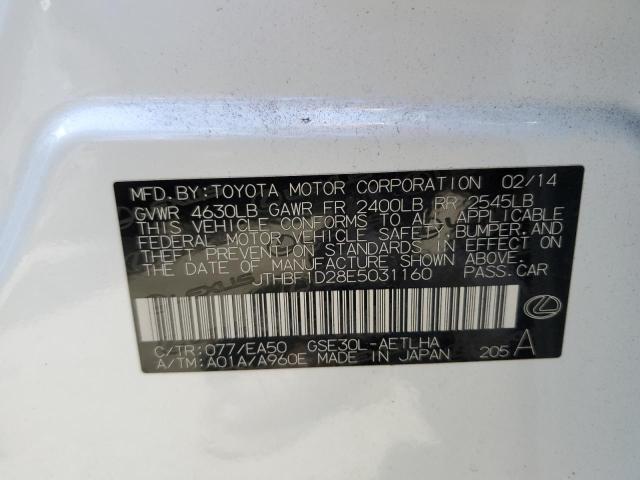 MFD.BY:TOYOTA MOTOR CORPORATION 02/14
GVWR 4630LB GAWR FR 2400LB RR 2545LB
THIS VEHICLE CONFORMS TO ALL APPLICABLE
FEDERAL MOTOR VEHICLE SAFETY,BUMPER,AND
THEFT PREVENTION STANDARDS IN EFFECT ON
THE DATE OF MANUFACTURE SHOWN ABOVE.
JTHBF1D28E5031160 PASS.CAR
LEXUS
C/TR:077/EA50 GSE30L-AETLHA
A/TM:A01A/A960E MADE IN JAPAN 205 A